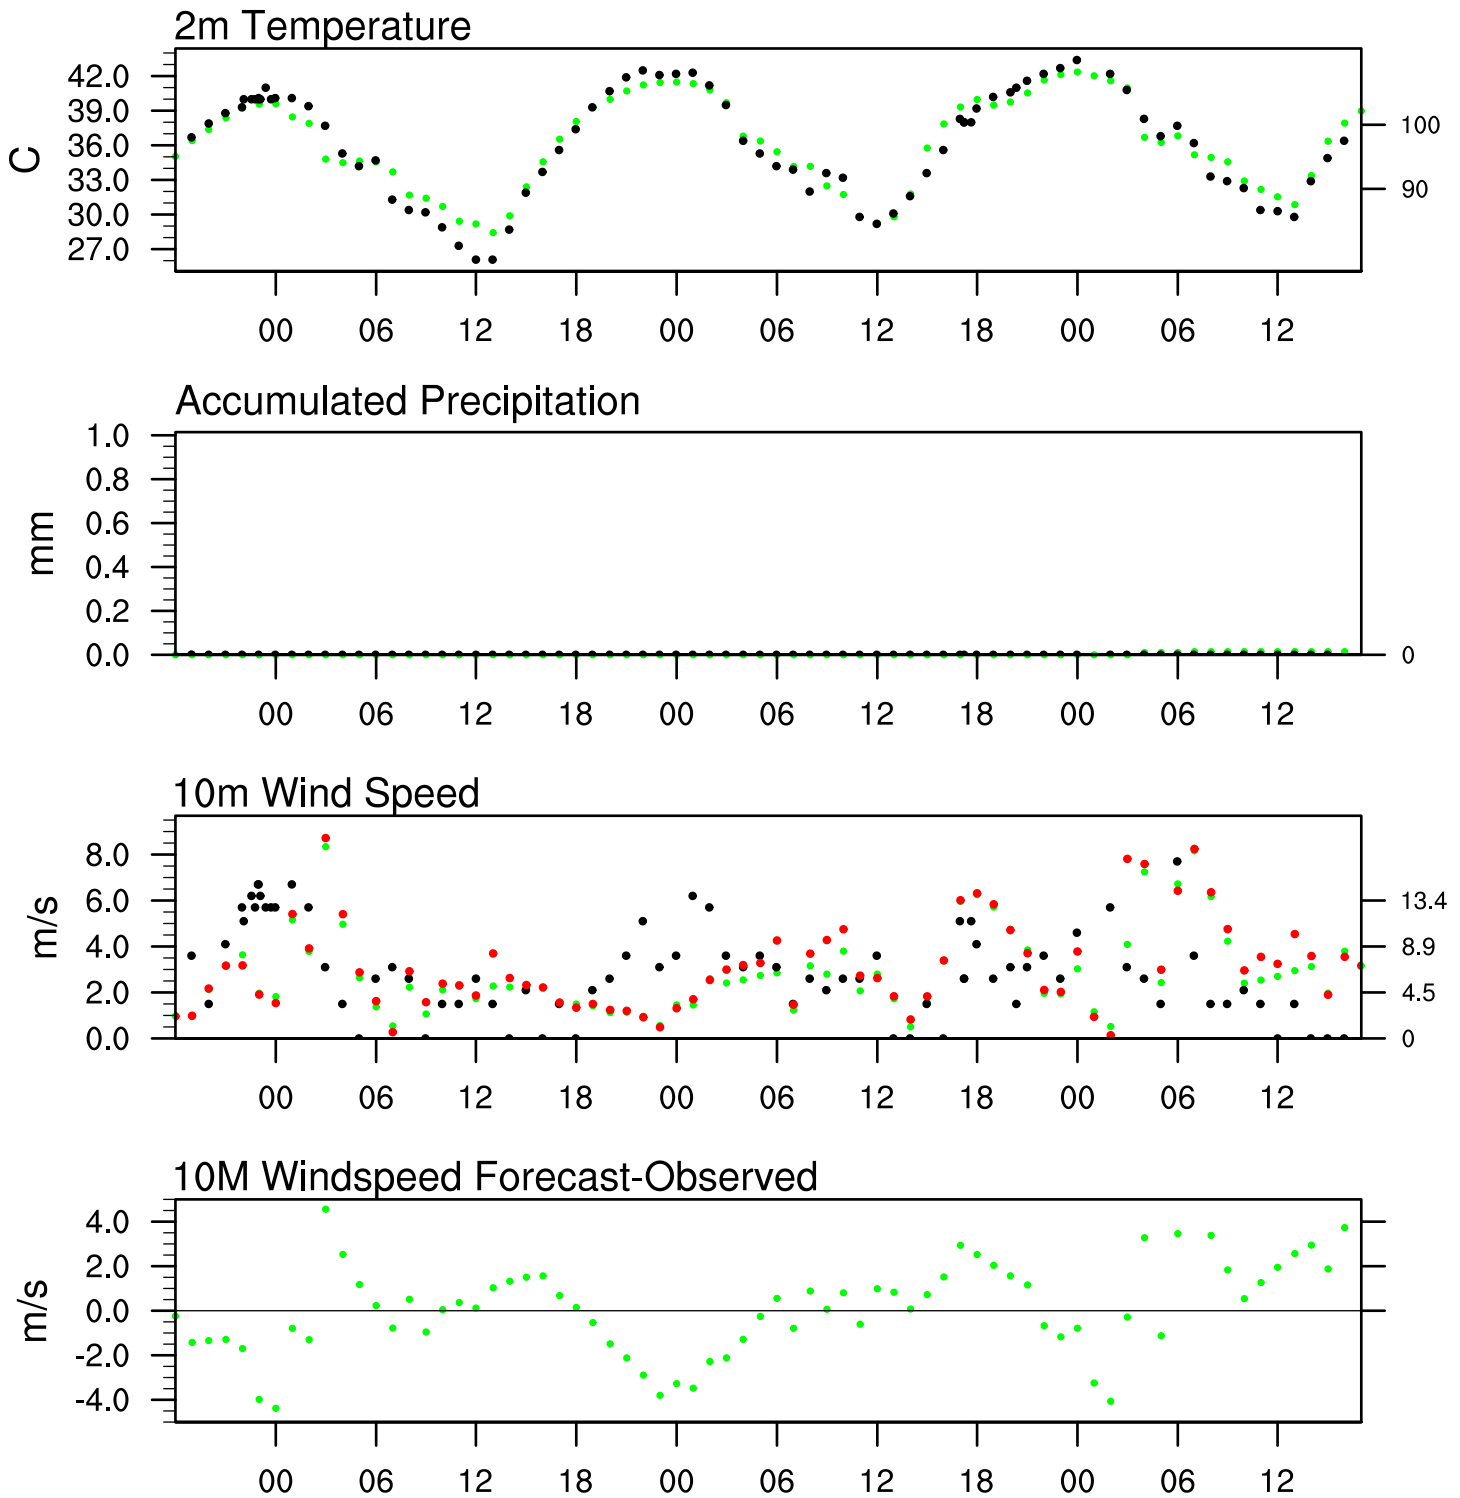 2m Temperature
42.0
39.0
36.0
33.0
30.0
27.0
C
100
90
00 06 12 18 00 06 12 18 00 06 12
Accumulated Precipitation
1.0
0.8
0.6
0.4
0.2
0.0
mm
0
00 06 12 18 00 06 12 18 00 06 12
10m Wind Speed
8.0
6.0
4.0
2.0
0.0
m/s
13.4
8.9
4.5
0
00 06 12 18 00 06 12 18 00 06 12
10M Windspeed Forecast-Observed
4.0
2.0
0.0
-2.0
-4.0
m/s
00 06 12 18 00 06 12 18 00 06 12